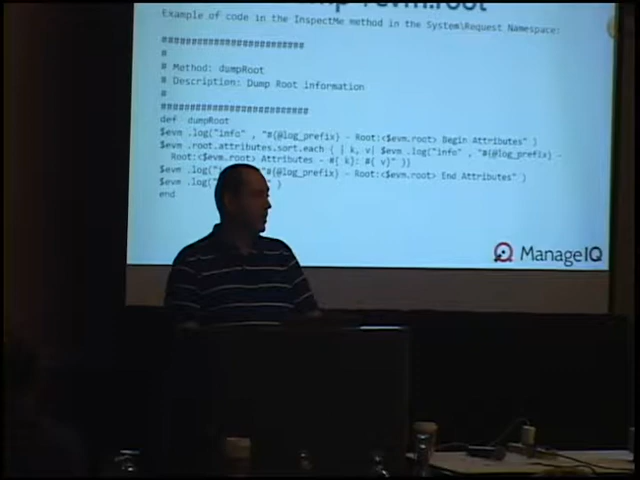 $evm.root
Example of code in the InspectMe method in the System\Request Namespace:
#########################
#
# Method: dumpRoot
# Description: Dump Root information
#
##########################
def dumpRoot
$evm .log("info" , "#{@log_prefix} - Root:<$evm.root> Begin Attributes" )
$evm .root.attributes.sort.each { | k, v| $evm .log("info" , "#{@log_prefix} -
Root:<$evm.root> Attributes - #{ k}: #{ v}" )}
$evm .log( "#{@log_prefix} - Root:<$evm.root> End Attributes" )
$evm .log( )
end
ManageIQ